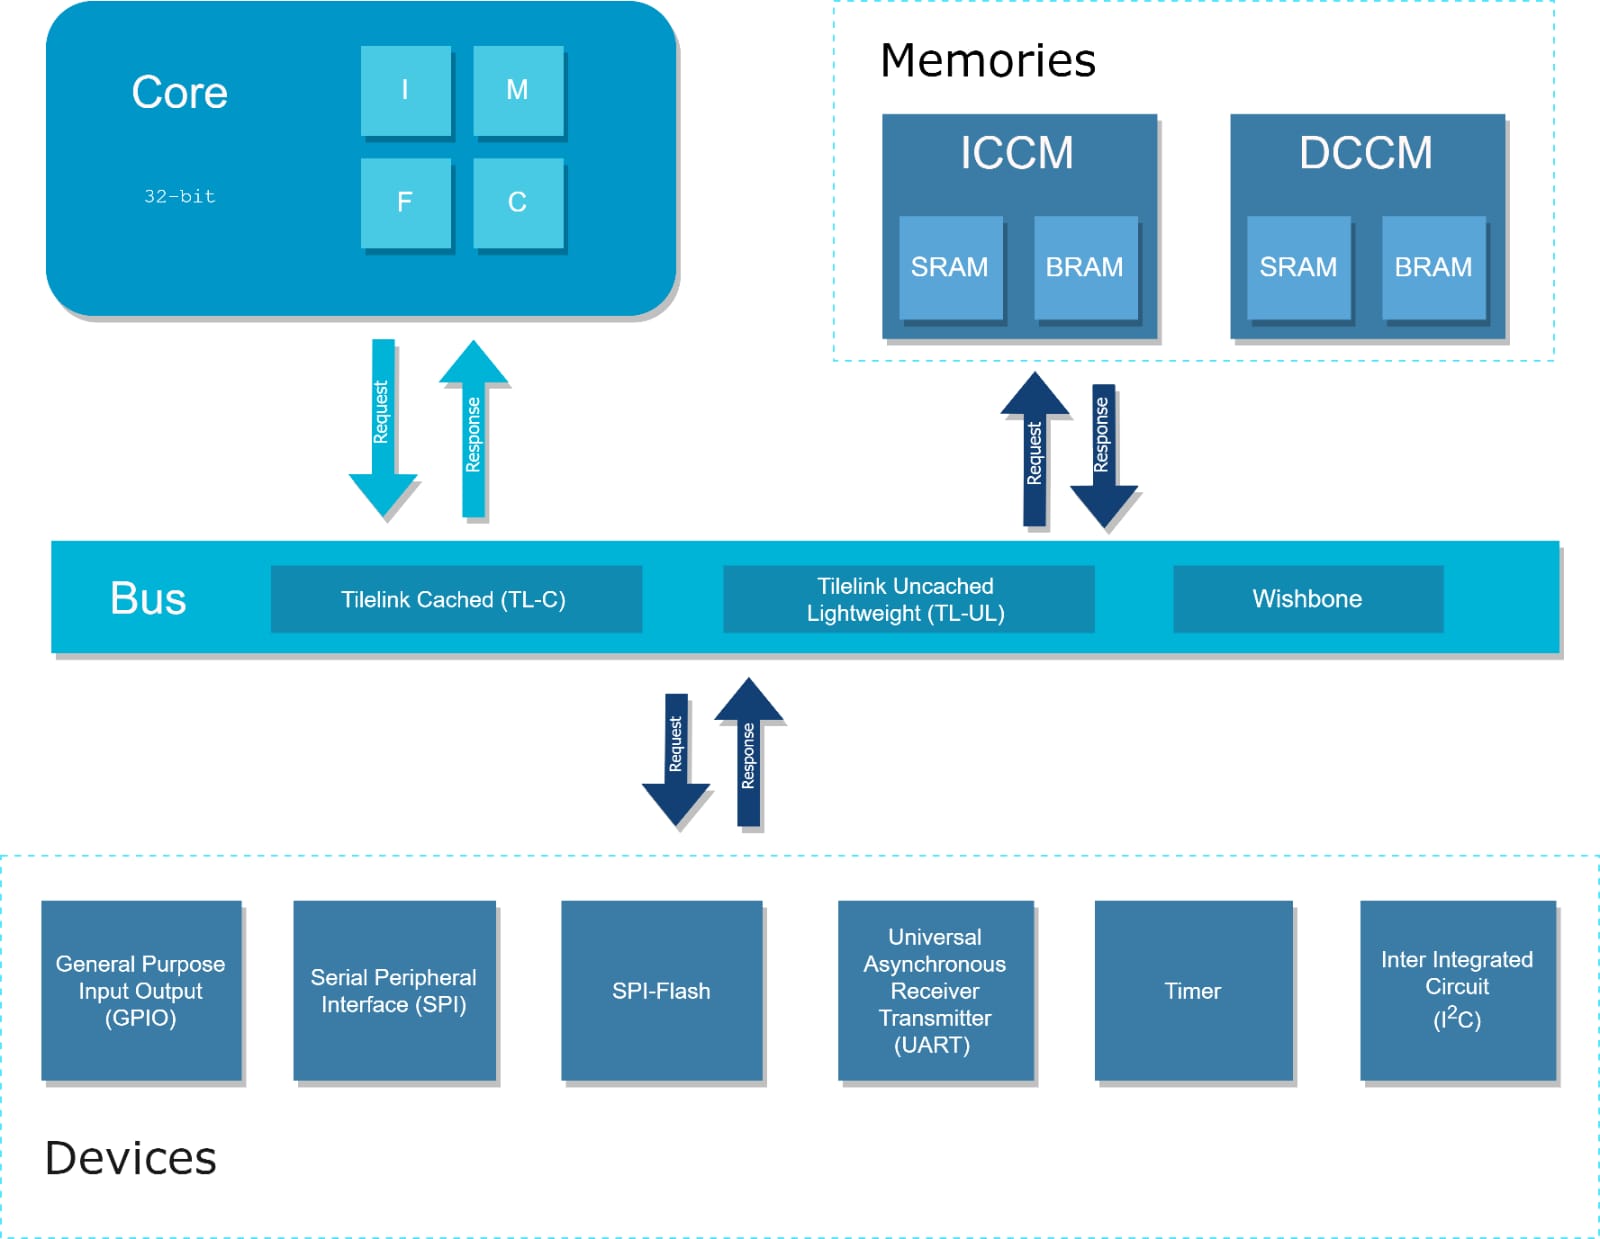 Core
32-bit
I
M
F
C
Memories
ICCM
SRAM
BRAM
DCCM
SRAM
BRAM
Request
Response
Request
Response
Bus
Tilelink Cached (TL-C)
Tilelink Uncached
Lightweight (TL-UL)
Wishbone
Request
Response
General Purpose
Input Output
(GPIO)
Serial Peripheral
Interface (SPI)
SPI-Flash
Universal
Asynchronous
Receiver
Transmitter
(UART)
Timer
Inter Integrated
Circuit
(I²C)
Devices